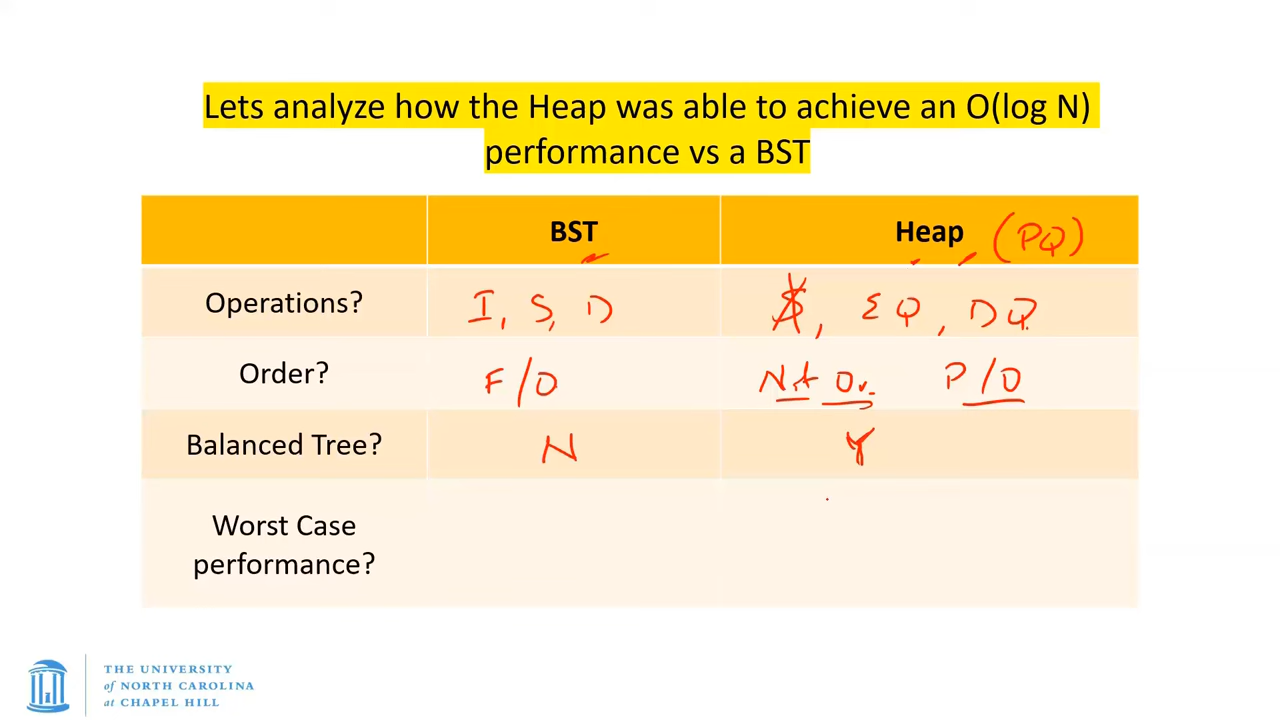 Lets analyze how the Heap was able to achieve an O(log N)
performance vs a BST
BST
Heap (PQ)
Operations?
I, S, D
S, EQ, DQ
Order?
F/O
Not Or. P/O
Balanced Tree?
N
Y
Worst Case
performance?
THE UNIVERSITY
of NORTH CAROLINA
at CHAPEL HILL